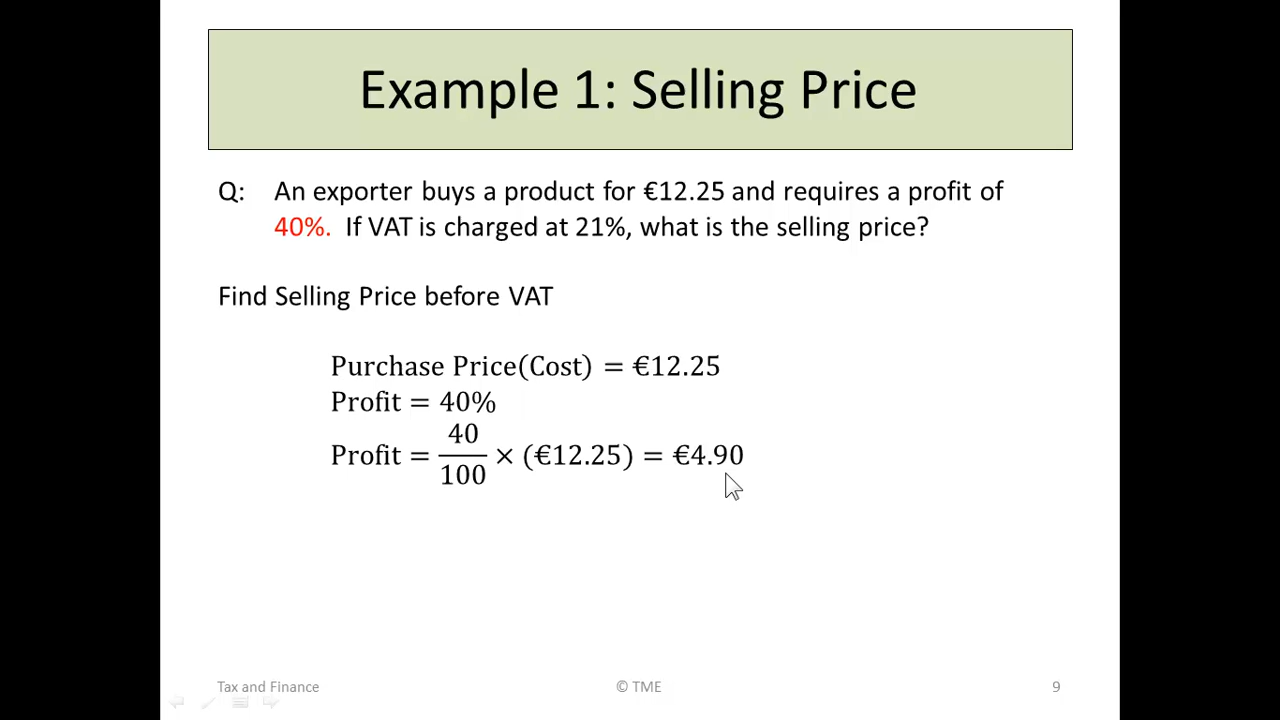 Example 1: Selling Price
Q: An exporter buys a product for €12.25 and requires a profit of
40%. If VAT is charged at 21%, what is the selling price?
Find Selling Price before VAT
Purchase Price(Cost) = €12.25
Profit = 40%
Profit = 40/100 × (€12.25) = €4.90
Tax and Finance © TME 9